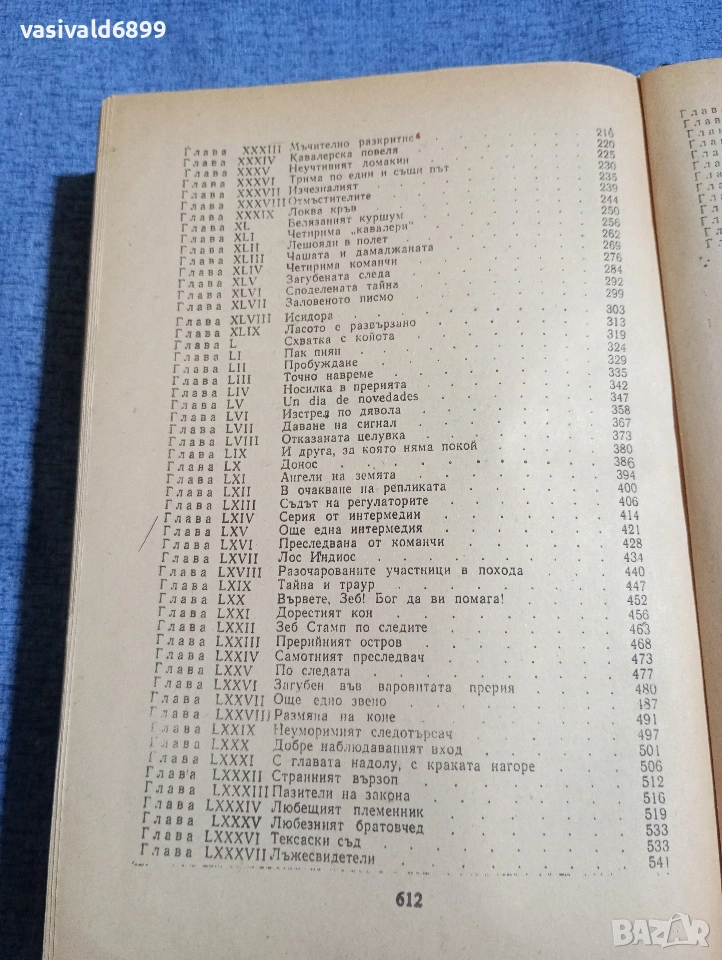 vasivald6899
Глава XXXIII Мъчително разкритие 216
Глава XXXIV Кавалерска повеля 220
Глава XXXV Неучтивият домакин 225
Глава XXXVI Трима по един и същи път 230
Глава XXXVII Изчезналият 235
Глава XXXVIII Отмъстителите 239
Глава XXXIX Локва кръв 244
Глава XL Белязаният куршум 250
Глава XLI Четирима „кавалери" 256
Глава XLII Лешояди в полет 262
Глава XLIII Чашата и дамаджаната 269
Глава XLIV Четирима команчи 276
Глава XLV Загубената следа 284
Глава XLVI Споделената тайна 292
Глава XLVII Заловеното писмо 299
Глава XLVIII Исидора 303
Глава XLIX Ласото е развързано 313
Глава L Схватка с койота 319
Глава LI Пак пиян 324
Глава LII Пробуждане 329
Глава LIII Точно навреме 335
Глава LIV Носилка в прерията 342
Глава LV Un dia de novedades 347
Глава LVI Изстрел по дявола 358
Глава LVII Даване на сигнал 367
Глава LVIII Отказаната целувка 373
Глава LIX И друга, за която няма покой 380
Глава LX Донос 386
Глава LXI Ангели на земята 394
Глава LXII В очакване на репликата 400
Глава LXIII Съдът на регулаторите 406
Глава LXIV Серия от интермедии 414
Глава LXV Още една интермедия 421
Глава LXVI Преследвана от команчи 428
Глава LXVII Лос Индиос 434
Глава LXVIII Разочарованите участници в похода 440
Глава LXIX Тайна и траур 447
Глава LXX Вървете, Зеб! Бог да ви помага! 452
Глава LXXI Дорестият кон 456
Глава LXXII Зеб Стамп по следите 463
Глава LXXIII Прерийният остров 468
Глава LXXIV Самотният преследвач 473
Глава LXXV По следата 477
Глава LXXVI Загубен във варовитата прерия 480
Глава LXXVII Още едно звено 487
Глава LXXVIII Размяна на коне 491
Глава LXXIX Неуморимият следотърсач 497
Глава LXXX Добре наблюдаваният вход 501
Глава LXXXI С главата надолу, с краката нагоре 506
Глава LXXXII Странният вързоп 512
Глава LXXXIII Пазители на закона 516
Глава LXXXIV Любещият племенник 519
Глава LXXXV Любезният братовчед 533
Глава LXXXVI Тексаски съд 533
Глава LXXXVII Лъжесвидетели 541
612
Глава
Глава
Глав
Глав
Глав
Гла
Гла
Гл
Гл
BAZAR